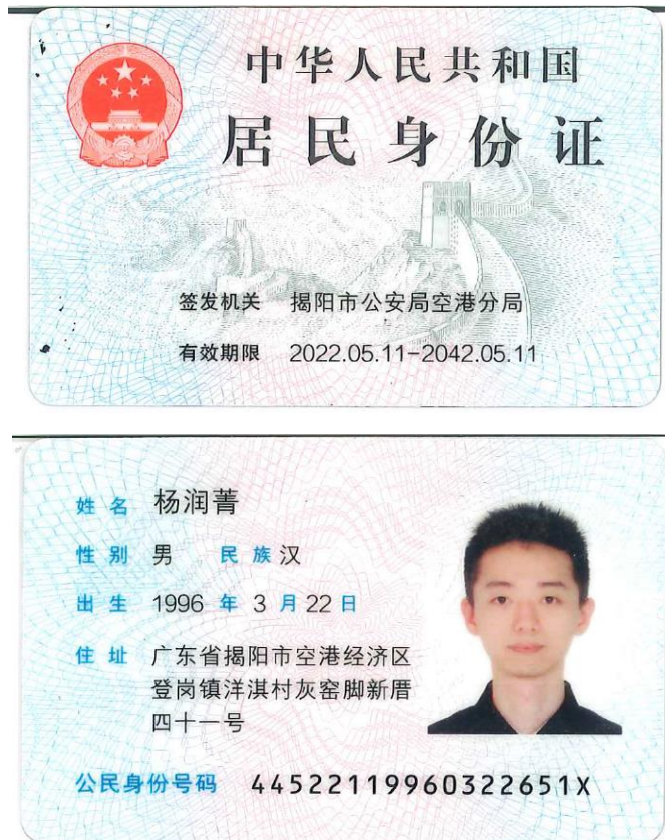 中华人民共和国
居民身份证
签发机关 揭阳市公安局空港分局
有效期限 2022.05.11-2042.05.11
姓名 杨润菁
性别 男 民族 汉
出生 1996 年 3 月 22 日
住址 广东省揭阳市空港经济区
登岗镇洋淇村灰窑脚新厝
四十一号
公民身份号码 44522119960322651X